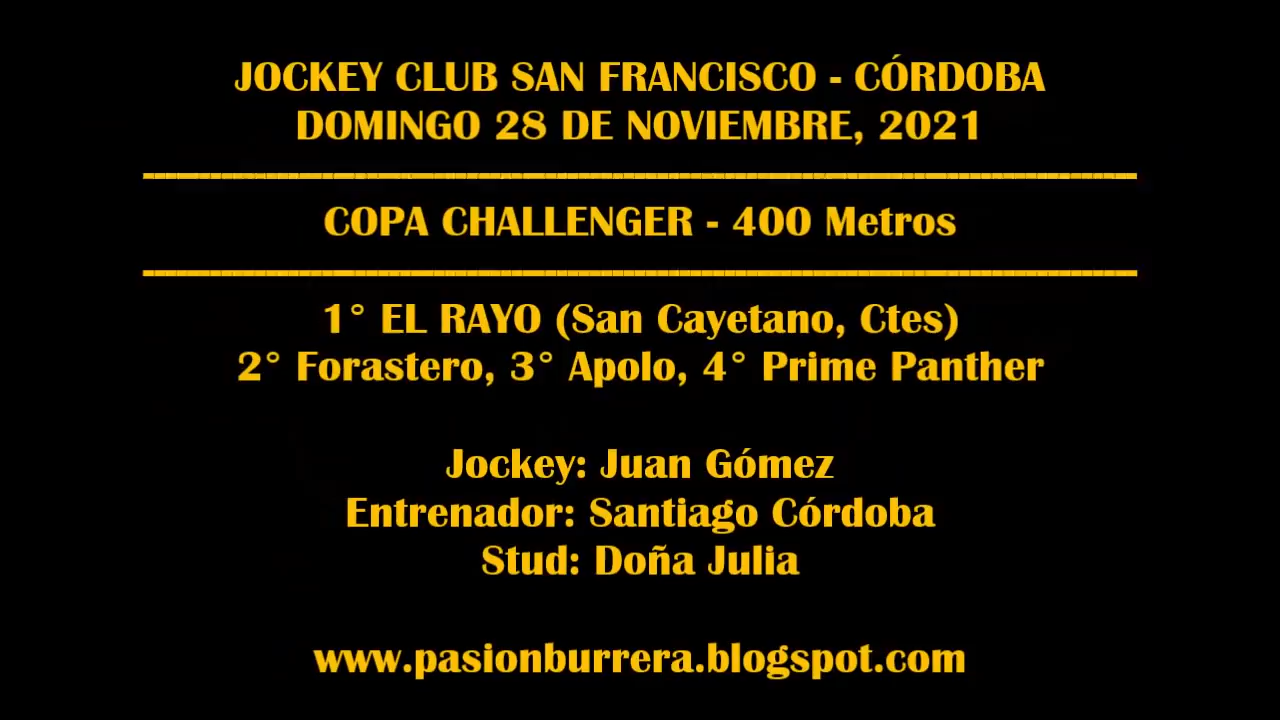 JOCKEY CLUB SAN FRANCISCO - CÓRDOBA
DOMINGO 28 DE NOVIEMBRE, 2021
COPA CHALLENGER - 400 Metros
1° EL RAYO (San Cayetano, Ctes)
2° Forastero, 3° Apolo, 4° Prime Panther
Jockey: Juan Gómez
Entrenador: Santiago Córdoba
Stud: Doña Julia
www.pasionburrera.blogspot.com